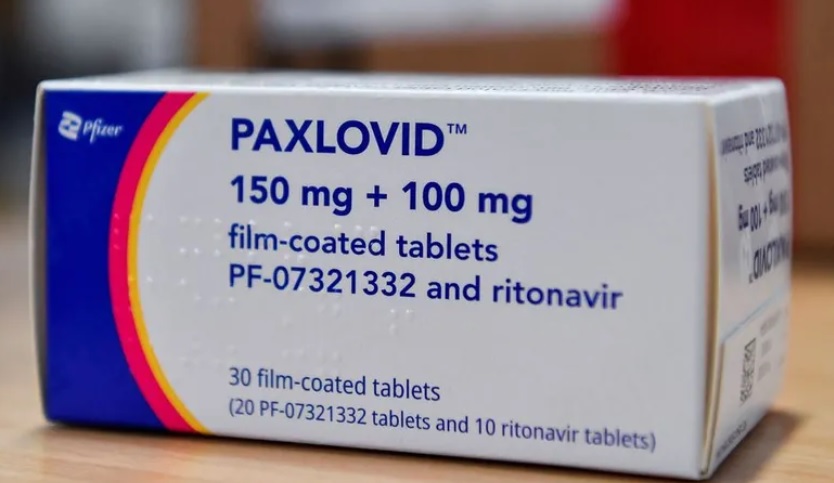 Pfizer
PAXLOVID™
150 mg + 100 mg
film-coated tablets
PF-07321332 and ritonavir
30 film-coated tablets
(20 PF-07321332 tablets and 10 ritonavir tablets)
PAXLOVID